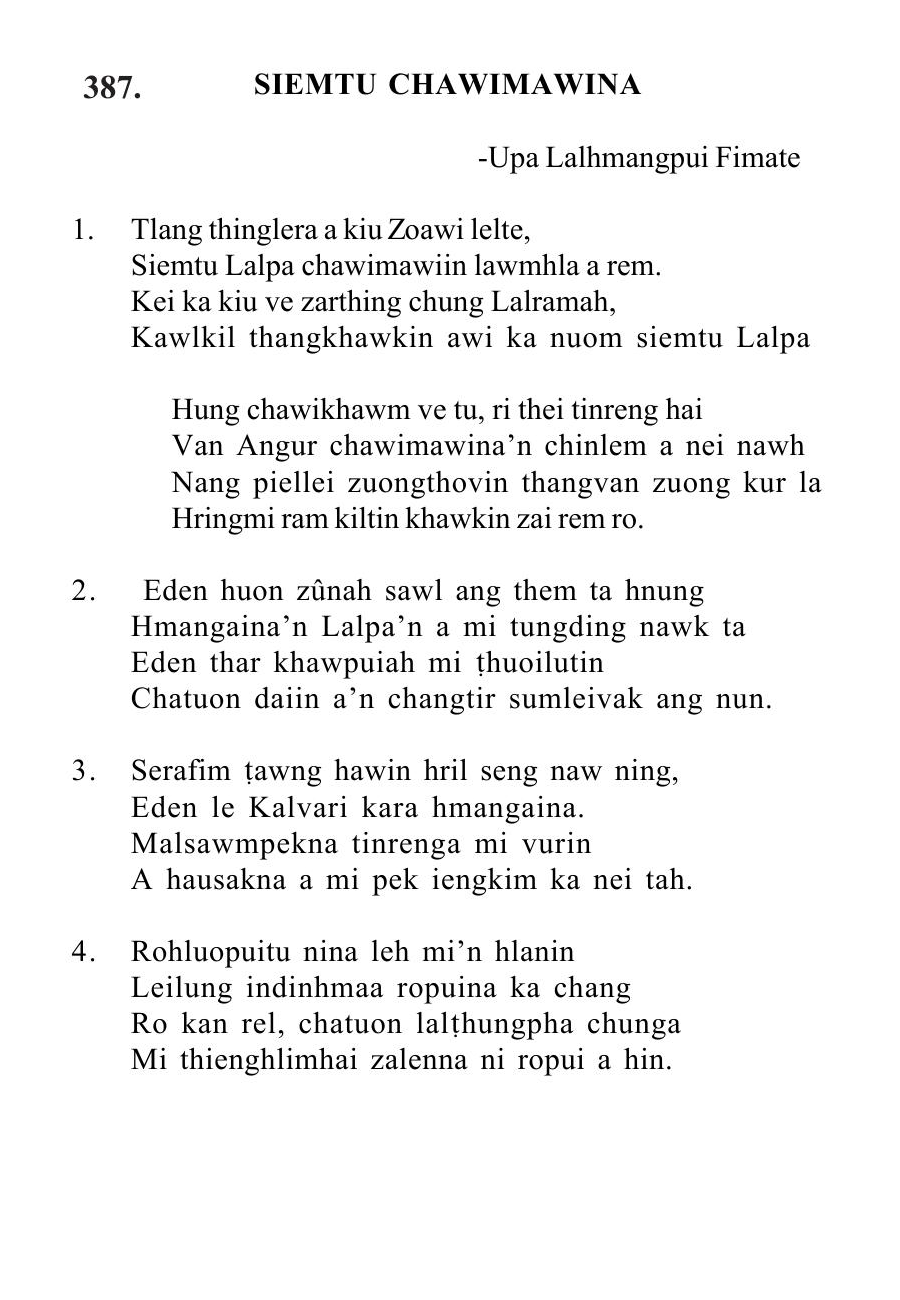 387. SIEMTU CHAWIMAWINA
-Upa Lalhmangpui Fimate
1. Tlang thinglera a kiu Zoawi lelte,
Siemtu Lalpa chawimawiin lawmhla a rem.
Kei ka kiu ve zarthing chung Lalramah,
Kawlkil thangkhawkin awi ka nuom siemtu Lalpa
Hung chawikhawm ve tu, ri thei tinreng hai
Van Angur chawimawina’n chinlem a nei nawh
Nang piellei zuongthovin thangvan zuong kur la
Hringmi ram kiltin khawkin zai rem ro.
2. Eden huon zûnah sawl ang them ta hnung
Hmangaina’n Lalpa’n a mi tungding nawk ta
Eden thar khawpuiah mi ṭhuoilutin
Chatuon daiin a’n changtir sumleivak ang nun.
3. Serafim ṭawng hawin hril seng naw ning,
Eden le Kalvari kara hmangaina.
Malsawmpekna tinrenga mi vurin
A hausakna a mi pek iengkim ka nei tah.
4. Rohluopuitu nina leh mi’n hlanin
Leilung indinhmaa ropuina ka chang
Ro kan rel, chatuon lalṭhungpha chunga
Mi thienghlimhai zalenna ni ropui a hin.